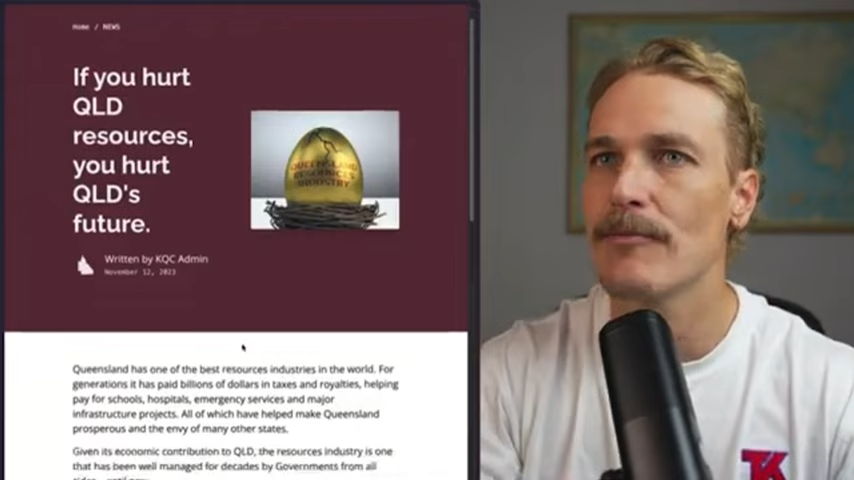 Home / NEWS
If you hurt
QLD
resources,
you hurt
QLD's
future.
QUEENSLAND
RESOURCES
INDUSTRY
Written by KQC Admin
November 12, 2023
Queensland has one of the best resources industries in the world. For
generations it has paid billions of dollars in taxes and royalties, helping
pay for schools, hospitals, emergency services and major
infrastructure projects. All of which have helped make Queensland
prosperous and the envy of many other states.
Given its economic contribution to QLD, the resources industry is one
that has been well managed for decades by Governments from all